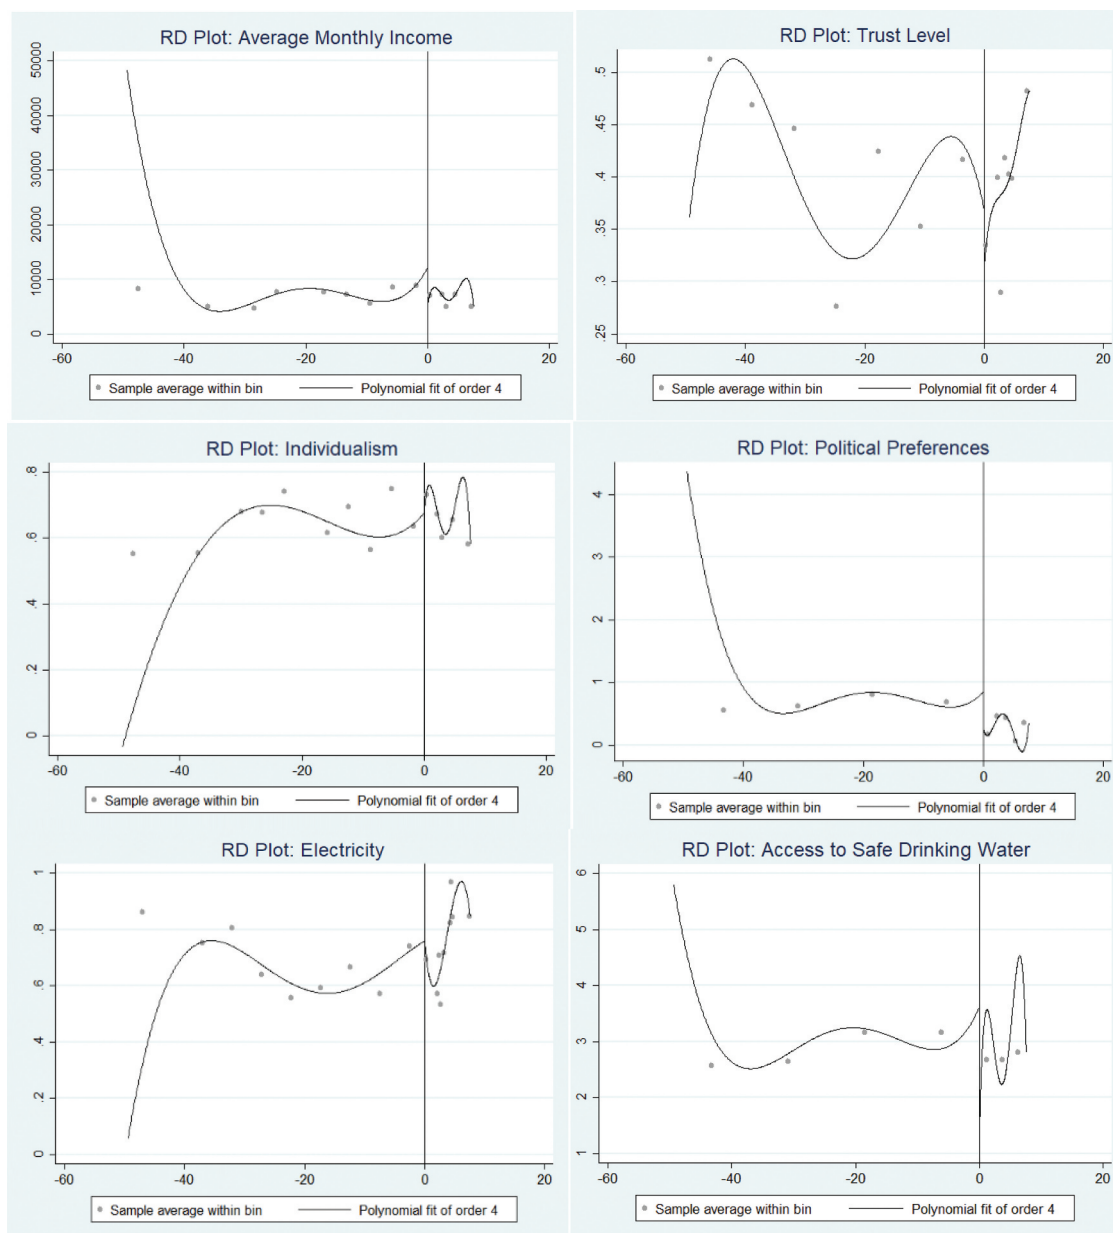 RD Plot: Average Monthly Income
50000
40000
30000
20000
10000
0
-60 -40 -20 0 20
Sample average within bin Polynomial fit of order 4
RD Plot: Trust Level
.5
.45
.4
.35
.3
.25
-60 -40 -20 0 20
Sample average within bin Polynomial fit of order 4
RD Plot: Individualism
.8
.6
.4
.2
0
-60 -40 -20 0 20
Sample average within bin Polynomial fit of order 4
RD Plot: Political Preferences
4
3
2
1
0
-60 -40 -20 0 20
Sample average within bin Polynomial fit of order 4
RD Plot: Electricity
1
.8
.6
.4
.2
0
-60 -40 -20 0 20
Sample average within bin Polynomial fit of order 4
RD Plot: Access to Safe Drinking Water
6
5
4
3
2
1
-60 -40 -20 0 20
Sample average within bin Polynomial fit of order 4